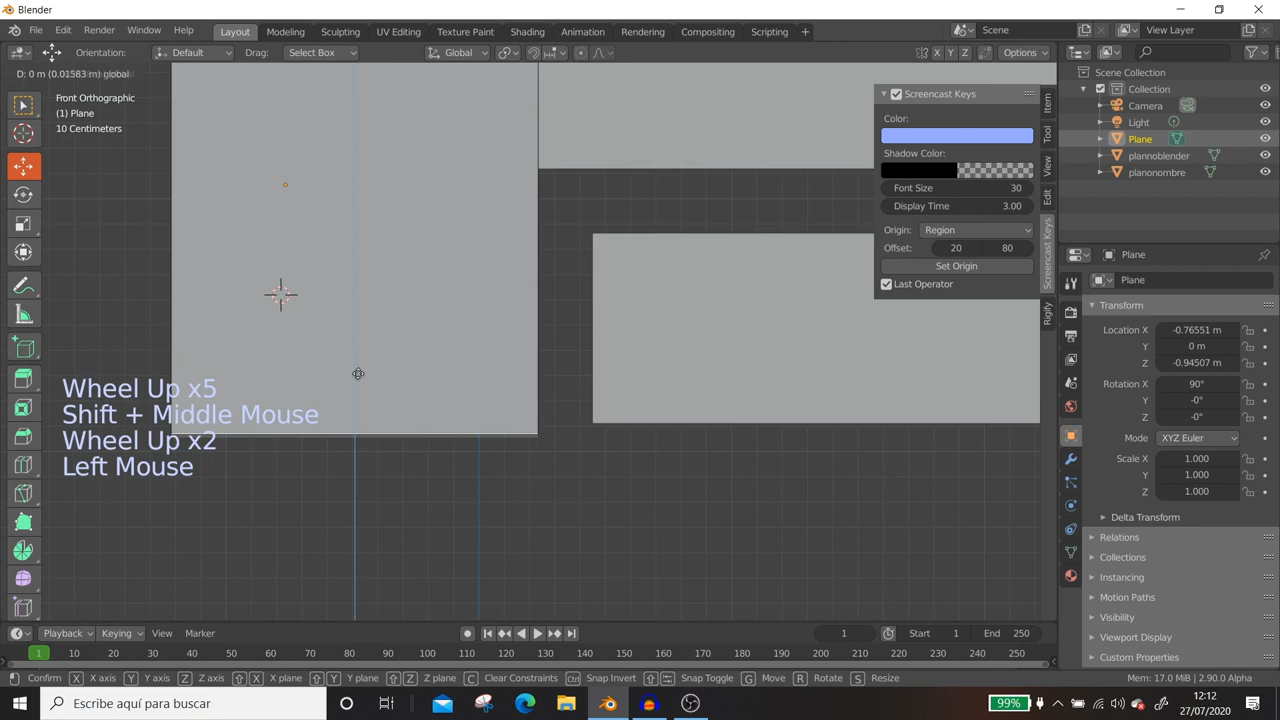 Blender
File Edit Render Window Help Layout Modeling Sculpting UV Editing Texture Paint Shading Animation Rendering Compositing Scripting + Scene View Layer
Orientation: Default Drag: Select Box Global X Y Z Options
D: 0 m (0.01583 m) global
Front Orthographic
(1) Plane
10 Centimeters
Wheel Up x5
Shift + Middle Mouse
Wheel Up x2
Left Mouse
Screencast Keys
Color:
Shadow Color:
Font Size 30
Display Time 3.00
Origin: Region
Offset: 20 80
Set Origin
Last Operator
Item
Tool
View
Edit
Screencast Keys
Rigify
Scene Collection
Collection
Camera
Light
Plane
plannoblender
planonombre
Plane
Plane
Transform
Location X -0.76551 m
Y 0 m
Z -0.94507 m
Rotation X 90°
Y -0°
Z -0°
Mode XYZ Euler
Scale X 1.000
Y 1.000
Z 1.000
Delta Transform
Relations
Collections
Instancing
Motion Paths
Visibility
Viewport Display
Custom Properties
Playback Keying View Marker 1 Start 1 End 250
1 10 20 30 40 50 60 70 80 90 100 110 120 130 140 150 160 170 180 190 200 210 220 230 240 250
Confirm X X axis Y Y axis Z Z axis X X plane Y Y plane Z Z plane C Clear Constraints Ctrl Snap Invert Snap Toggle G Move R Rotate S Resize Mem: 17.0 MiB | 2.90.0 Alpha
Escribe aquí para buscar 99% 12:12
27/07/2020